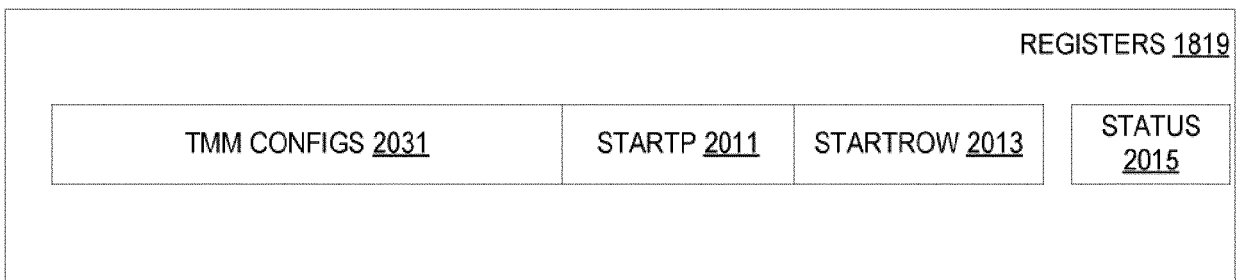 REGISTERS 1819
TMM CONFIGS 2031 STARTP 2011 STARTROW 2013 STATUS
2015